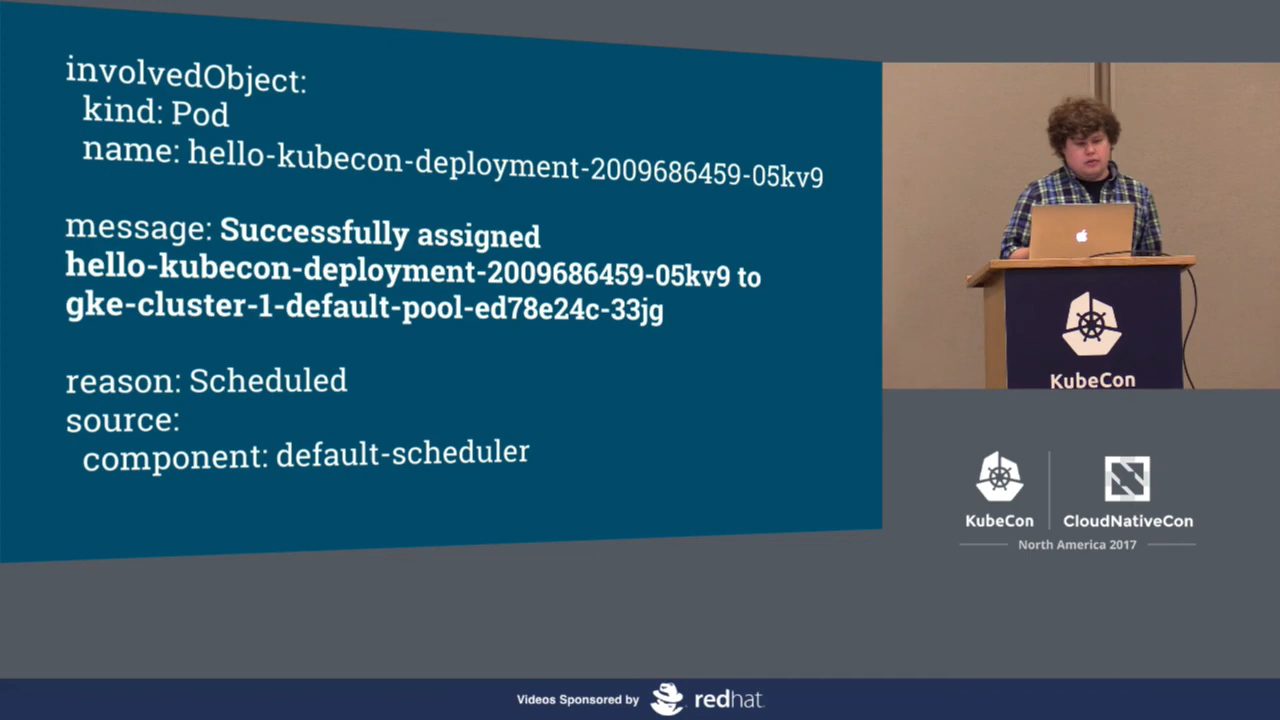 involvedObject:
kind: Pod
name: hello-kubecon-deployment-2009686459-05kv9
message: Successfully assigned
hello-kubecon-deployment-2009686459-05kv9 to
gke-cluster-1-default-pool-ed78e24c-33jg
reason: Scheduled
source:
component: default-scheduler
KubeCon
KubeCon
CloudNativeCon
North America 2017
Videos Sponsored by
redhat.